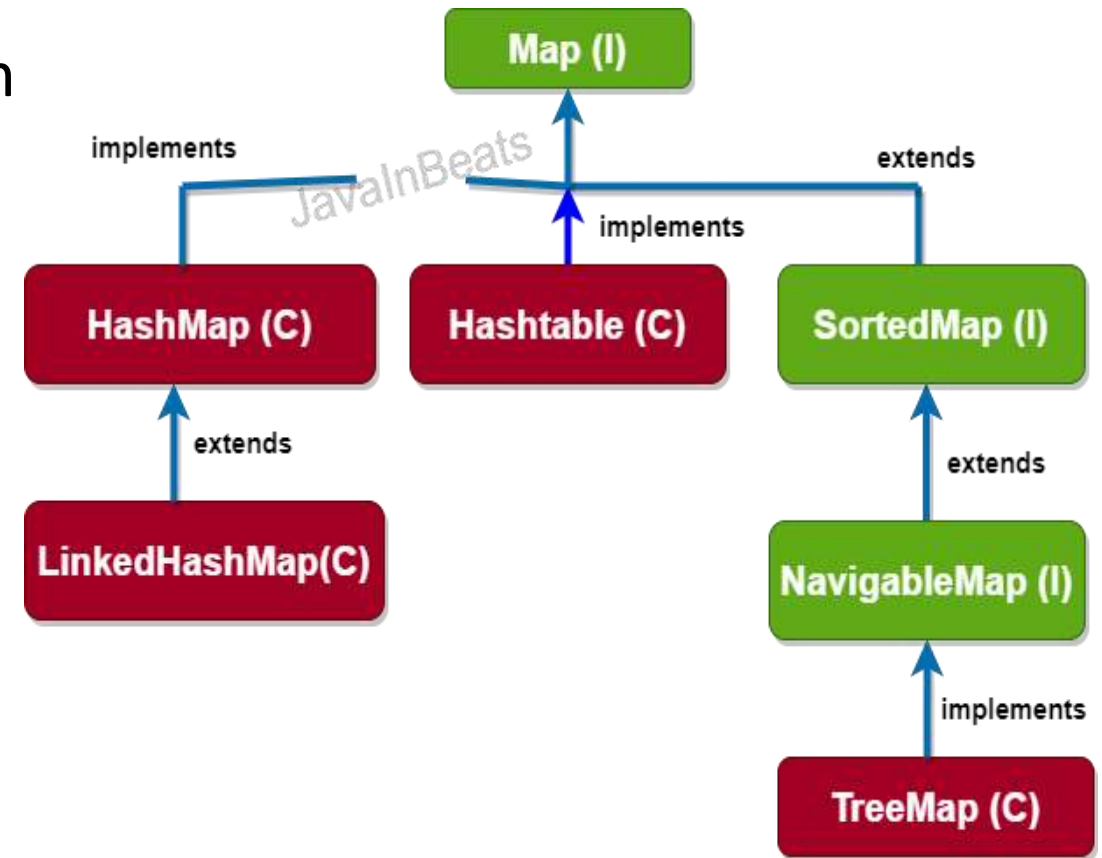 n
Map (I)
implements
JavaInBeats
extends
implements
HashMap (C)
Hashtable (C)
SortedMap (I)
extends
extends
LinkedHashMap(C)
NavigableMap (I)
implements
TreeMap (C)